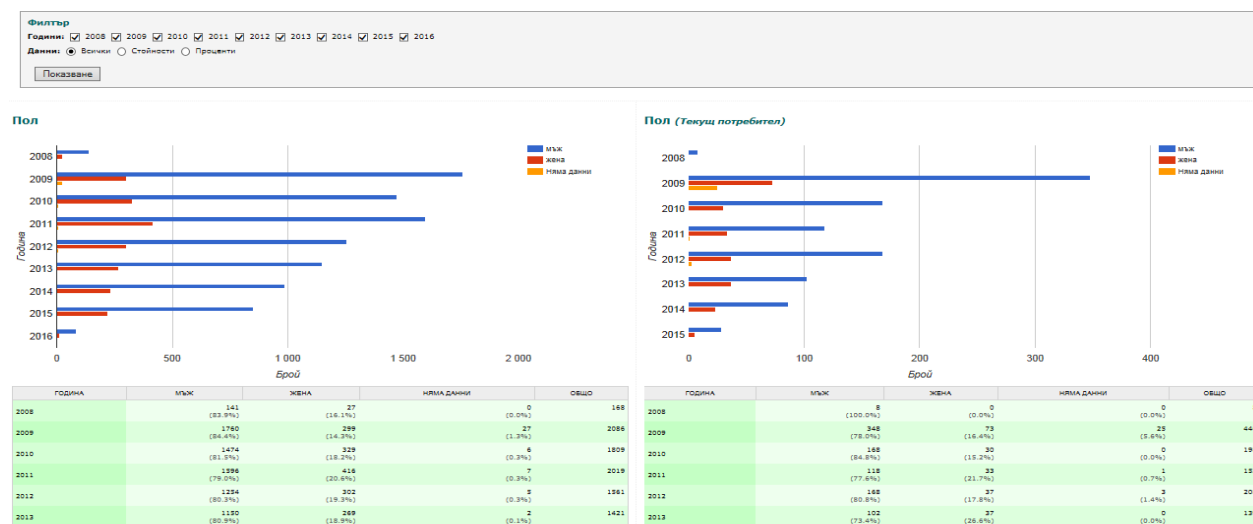 Филтър
Години: 2008 2009 2010 2011 2012 2013 2014 2015 2016
Данни: Всички Стойности Проценти
Показване
Пол
мъж
жена
Няма данни
2008
2009
2010
2011
2012
2013
2014
2015
2016
Година
0 500 1 000 1 500 2 000
Брой
ГОДИНА МЪЖ ЖЕНА НЯМА ДАННИ ОБЩО
2008 141 27 0 168
(83.9%) (16.1%) (0.0%)
2009 1760 299 27 2086
(84.4%) (14.3%) (1.3%)
2010 1474 329 6 1809
(81.5%) (18.2%) (0.3%)
2011 1596 416 7 2019
(79.0%) (20.6%) (0.3%)
2012 1254 302 5 1561
(80.3%) (19.3%) (0.3%)
2013 1150 269 2 1421
(80.9%) (18.9%) (0.1%)
Пол (Текущ потребител)
мъж
жена
Няма данни
2008
2009
2010
2011
2012
2013
2014
2015
Година
0 100 200 300 400
Брой
ГОДИНА МЪЖ ЖЕНА НЯМА ДАННИ ОБЩО
2008 8 0 0
(100.0%) (0.0%) (0.0%)
2009 348 73 25 44
(78.0%) (16.4%) (5.6%)
2010 168 30 0 19
(84.8%) (15.2%) (0.0%)
2011 118 33 1 15
(77.6%) (21.7%) (0.7%)
2012 168 37 3 20
(80.8%) (17.8%) (1.4%)
2013 102 37 0 13
(73.4%) (26.6%) (0.0%)